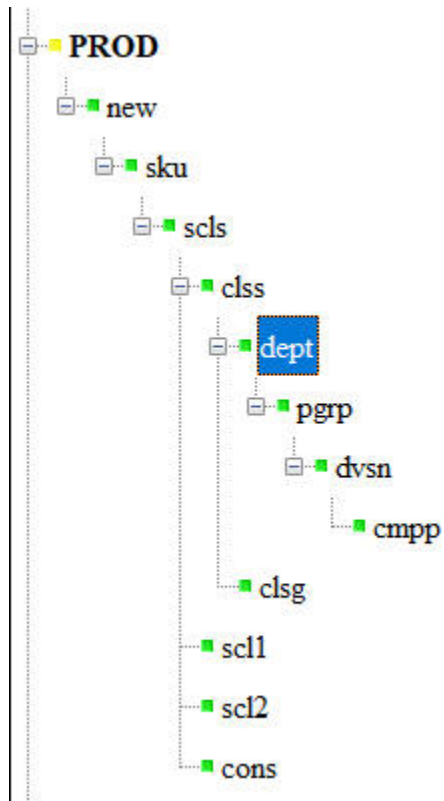 PROD
new
sku
scls
clss
dept
pgrp
dvsn
cmpp
clsg
scl1
scl2
cons